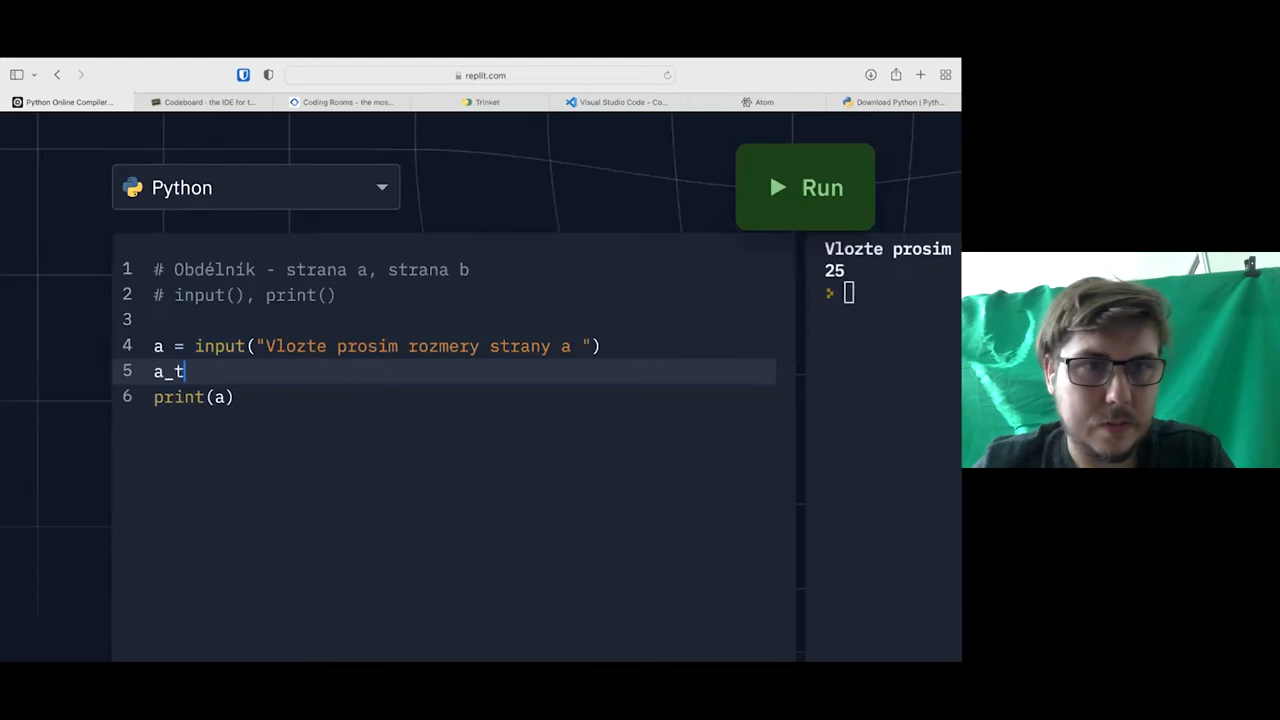 replit.com
Python Online Compiler...
Codeboard - the IDE for t...
Coding Rooms - the mos...
Trinket
Visual Studio Code - Co...
Atom
Download Python | Pyth...
Python
Run
1 # Obdélník - strana a, strana b
2 # input(), print()
3
4 a = input("Vlozte prosim rozmery strany a ")
5 a_t
6 print(a)
Vlozte prosim
25